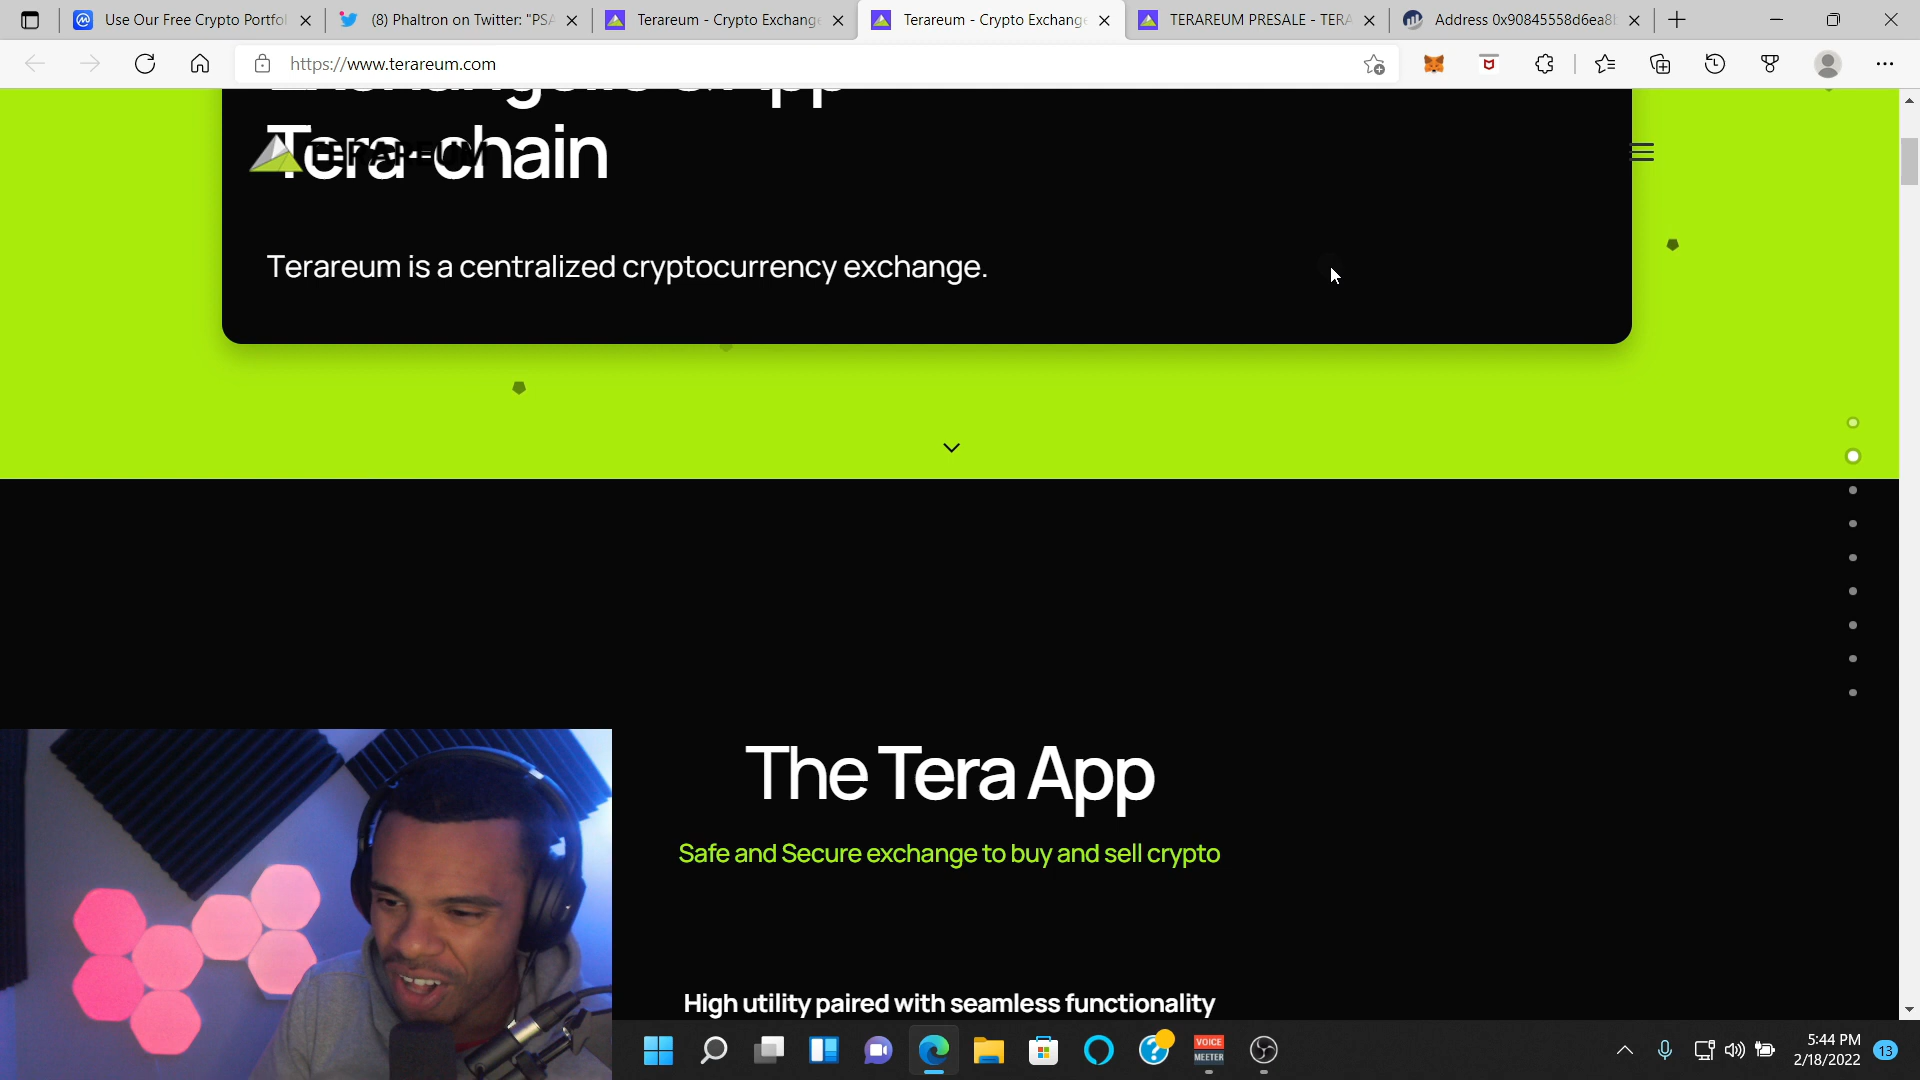 Use Our Free Crypto Portfol
(8) Phaltron on Twitter: "PSA
Terareum - Crypto Exchange
Terareum - Crypto Exchange
TERAREUM PRESALE - TERA
Address 0x90845558d6ea8
https://www.terareum.com
Tera-chain
TERAREUM
Terareum is a centralized cryptocurrency exchange.
The Tera App
Safe and Secure exchange to buy and sell crypto
High utility paired with seamless functionality
VOICE
MEETER
5:44 PM
2/18/2022
13